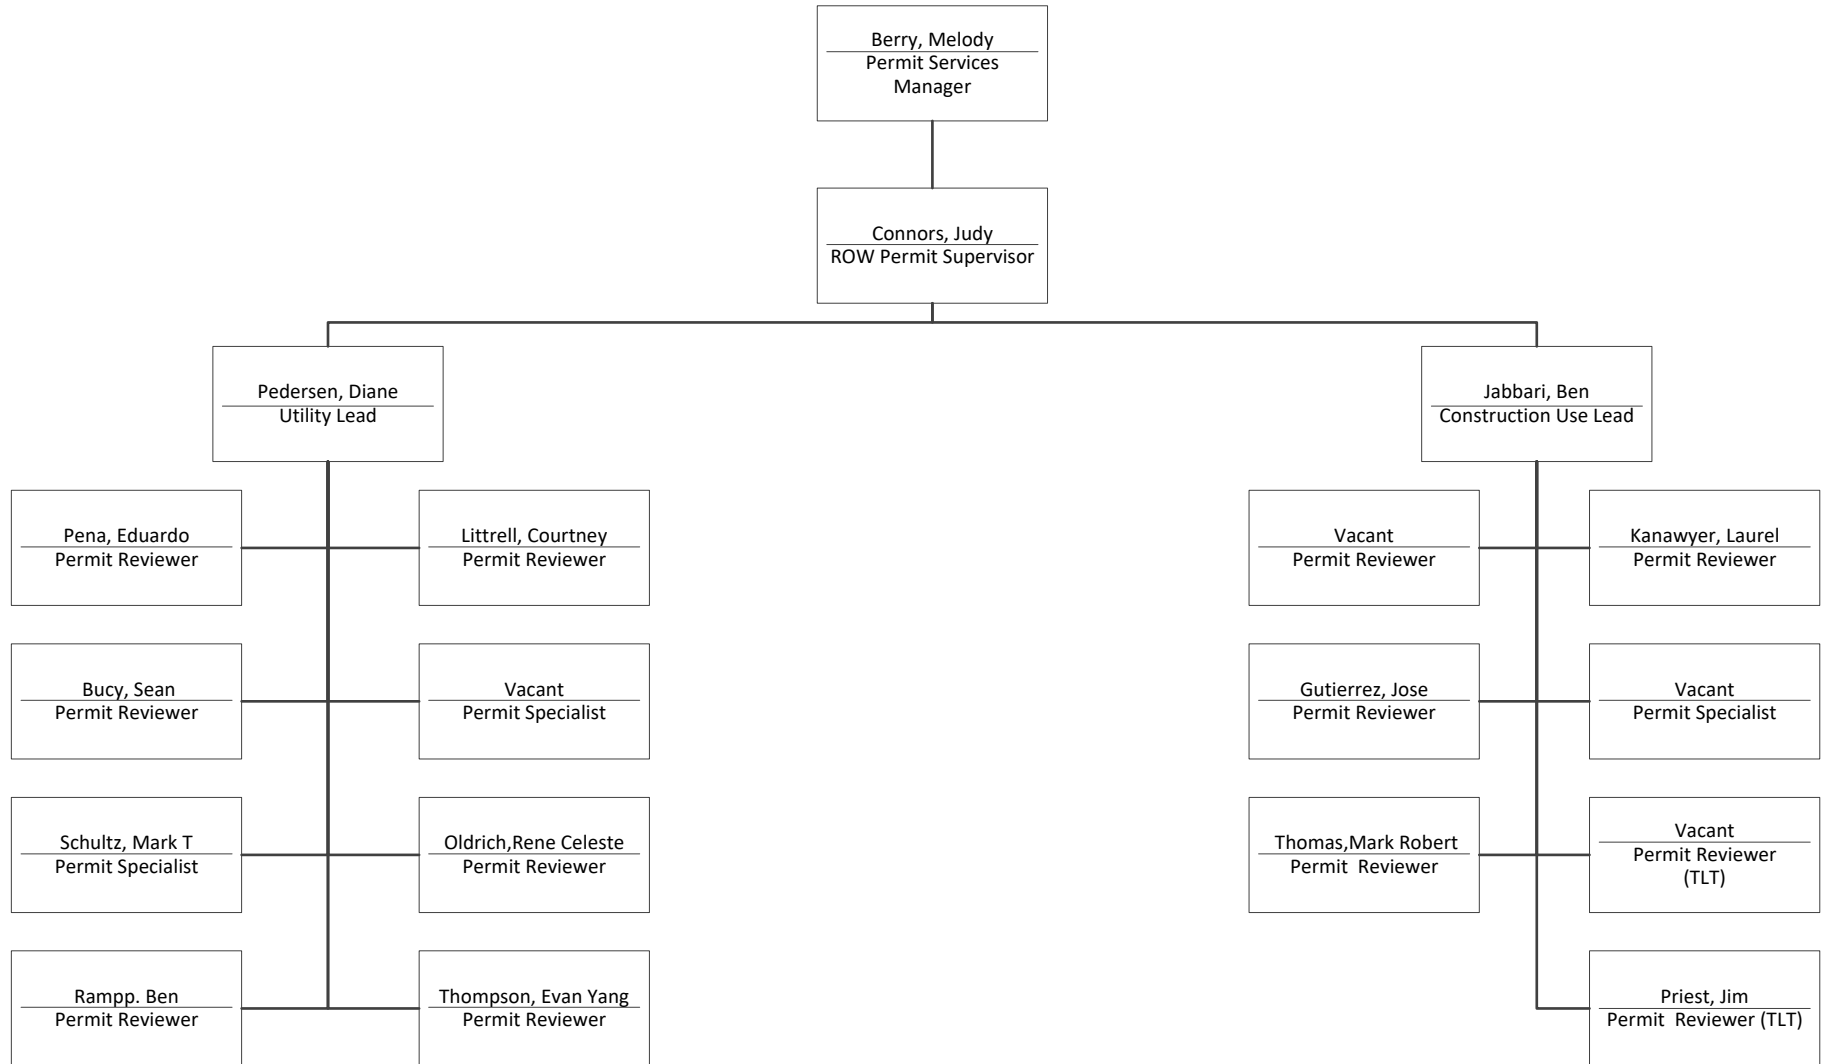 Berry, Melody
Permit Services
Manager
Connors, Judy
ROW Permit Supervisor
Pedersen, Diane
Utility Lead
Jabbari, Ben
Construction Use Lead
Pena, Eduardo
Permit Reviewer
Littrell, Courtney
Permit Reviewer
Vacant
Permit Reviewer
Kanawyer, Laurel
Permit Reviewer
Bucy, Sean
Permit Reviewer
Vacant
Permit Specialist
Gutierrez, Jose
Permit Reviewer
Vacant
Permit Specialist
Schultz, Mark T
Permit Specialist
Oldrich,Rene Celeste
Permit Reviewer
Thomas,Mark Robert
Permit  Reviewer
Vacant
Permit Reviewer
(TLT)
Rampp. Ben
Permit Reviewer
Thompson, Evan Yang
Permit Reviewer
Priest, Jim
Permit  Reviewer (TLT)